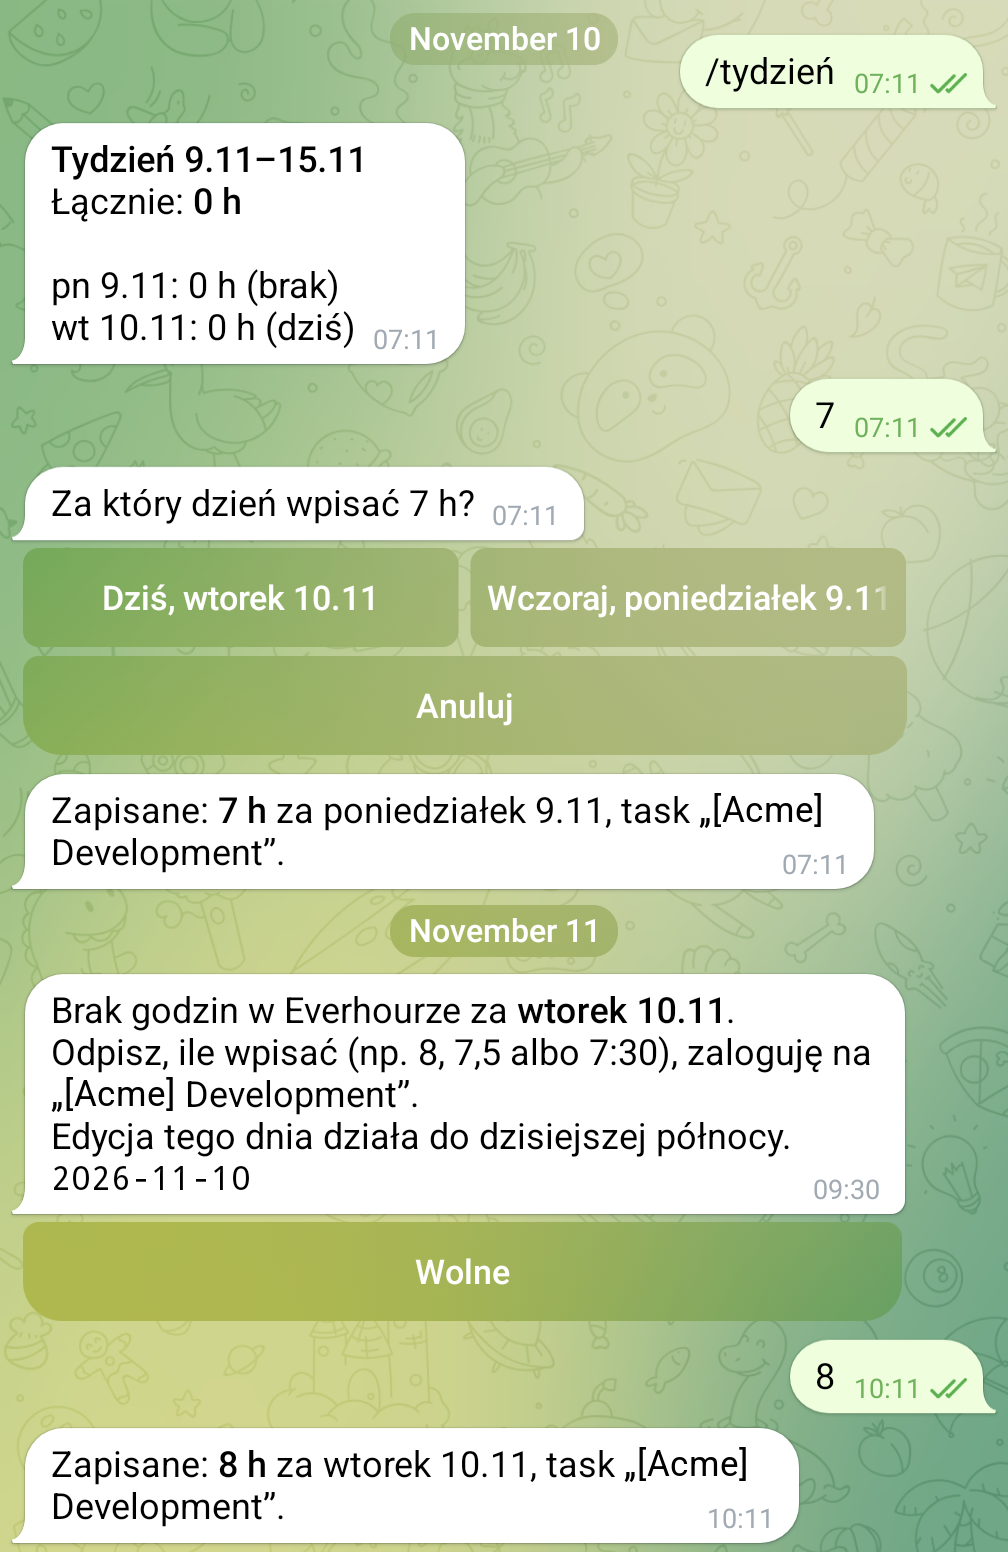 November 10
/tydzień 07:11
Tydzień 9.11–15.11
Łącznie: 0 h
pn 9.11: 0 h (brak)
wt 10.11: 0 h (dziś) 07:11
7 07:11
Za który dzień wpisać 7 h? 07:11
Dziś, wtorek 10.11
Wczoraj, poniedziałek 9.11
Anuluj
Zapisane: 7 h za poniedziałek 9.11, task „[Acme]
Development”.
07:11
November 11
Brak godzin w Everhourze za wtorek 10.11.
Odpisz, ile wpisać (np. 8, 7,5 albo 7:30), zaloguję na
„[Acme] Development”.
Edycja tego dnia działa do dzisiejszej północy.
2026-11-10
09:30
Wolne
8 10:11
Zapisane: 8 h za wtorek 10.11, task „[Acme]
Development”.
10:11